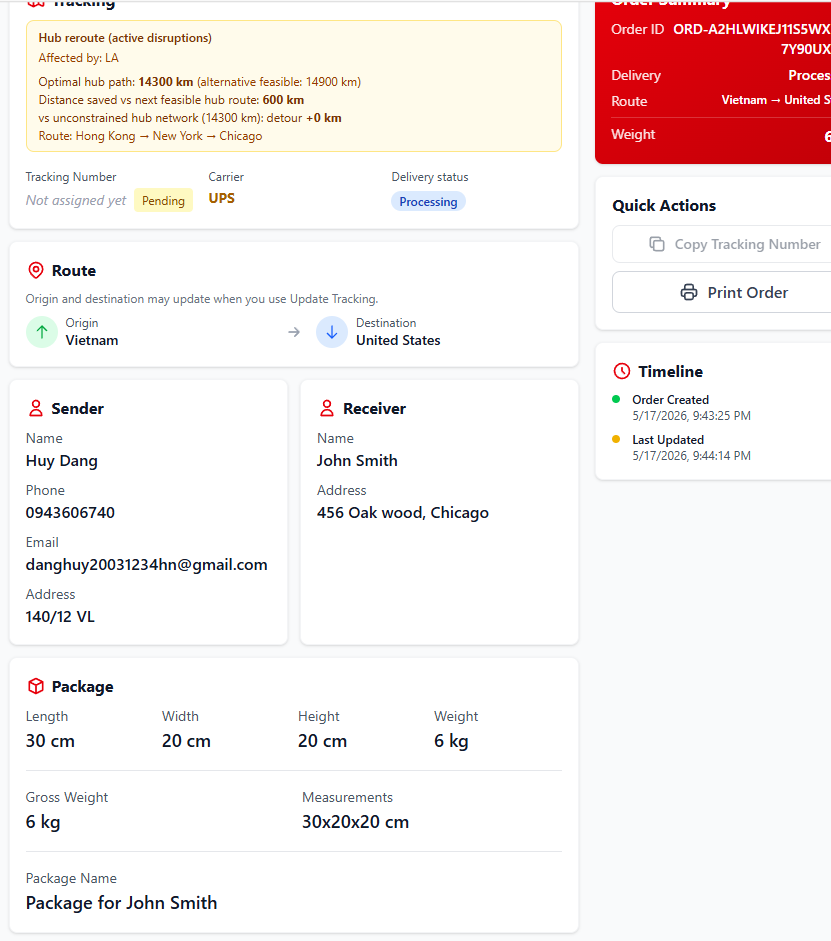 Tracking
Hub reroute (active disruptions)
Affected by: LA
Optimal hub path: 14300 km (alternative feasible: 14900 km)
Distance saved vs next feasible hub route: 600 km
vs unconstrained hub network (14300 km): detour +0 km
Route: Hong Kong → New York → Chicago
Tracking Number
Not assigned yet Pending
Carrier
UPS
Delivery status
Processing
Route
Origin and destination may update when you use Update Tracking.
Origin
Vietnam
→
Destination
United States
Sender
Name
Huy Dang
Phone
0943606740
Email
danghuy20031234hn@gmail.com
Address
140/12 VL
Receiver
Name
John Smith
Address
456 Oak wood, Chicago
Package
Length
30 cm
Width
20 cm
Height
20 cm
Weight
6 kg
Gross Weight
6 kg
Measurements
30x20x20 cm
Package Name
Package for John Smith
Order Summary
Order ID ORD-A2HLWIKEJ11S5WX
7Y90UX
Delivery Proces
Route Vietnam → United S
Weight 6
Quick Actions
Copy Tracking Number
Print Order
Timeline
Order Created
5/17/2026, 9:43:25 PM
Last Updated
5/17/2026, 9:44:14 PM